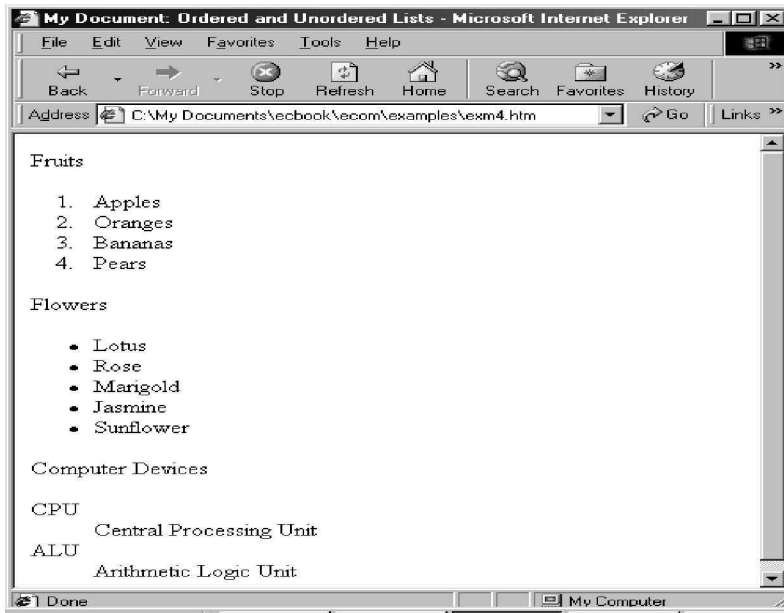 My Document: Ordered and Unordered Lists - Microsoft Internet Explorer
File Edit View Favorites Tools Help
Back Forward Stop Refresh Home Search Favorites History »
Address C:\My Documents\ecbook\ecom\examples\exm4.htm Go Links »
Fruits
1. Apples
2. Oranges
3. Bananas
4. Pears
Flowers
• Lotus
• Rose
• Marigold
• Jasmine
• Sunflower
Computer Devices
CPU
Central Processing Unit
ALU
Arithmetic Logic Unit
Done My Computer